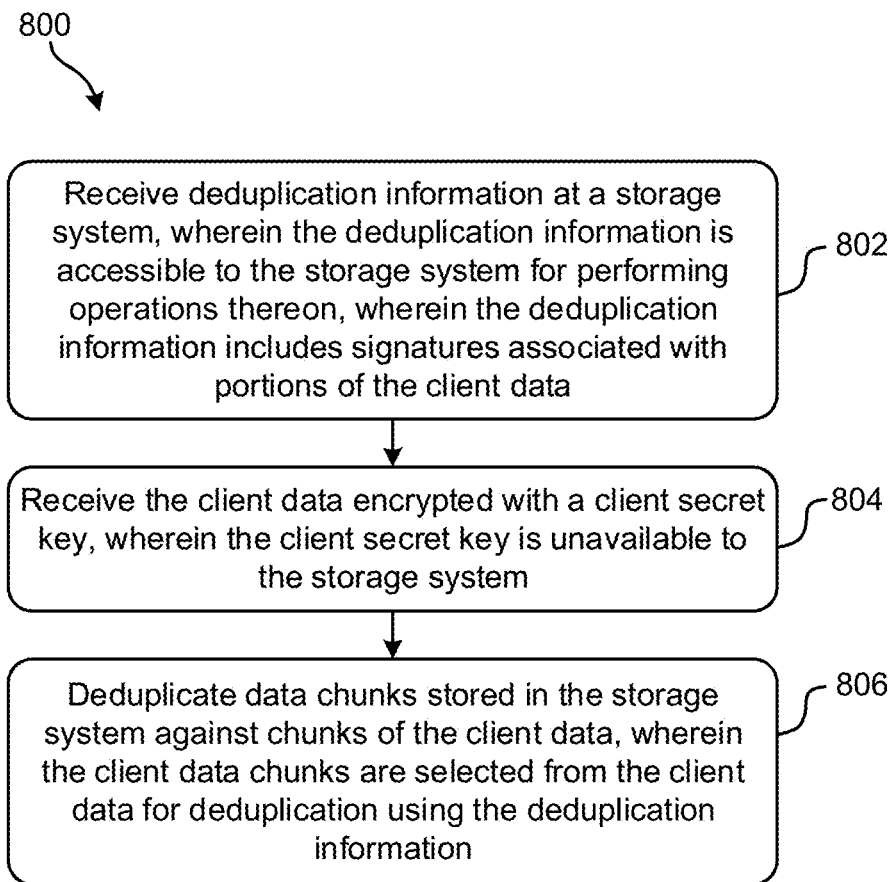 800
Receive deduplication information at a storage
system, wherein the deduplication information is
accessible to the storage system for performing
operations thereon, wherein the deduplication
information includes signatures associated with
portions of the client data
802
Receive the client data encrypted with a client secret
key, wherein the client secret key is unavailable to
the storage system
804
Deduplicate data chunks stored in the storage
system against chunks of the client data, wherein
the client data chunks are selected from the client
data for deduplication using the deduplication
information
806